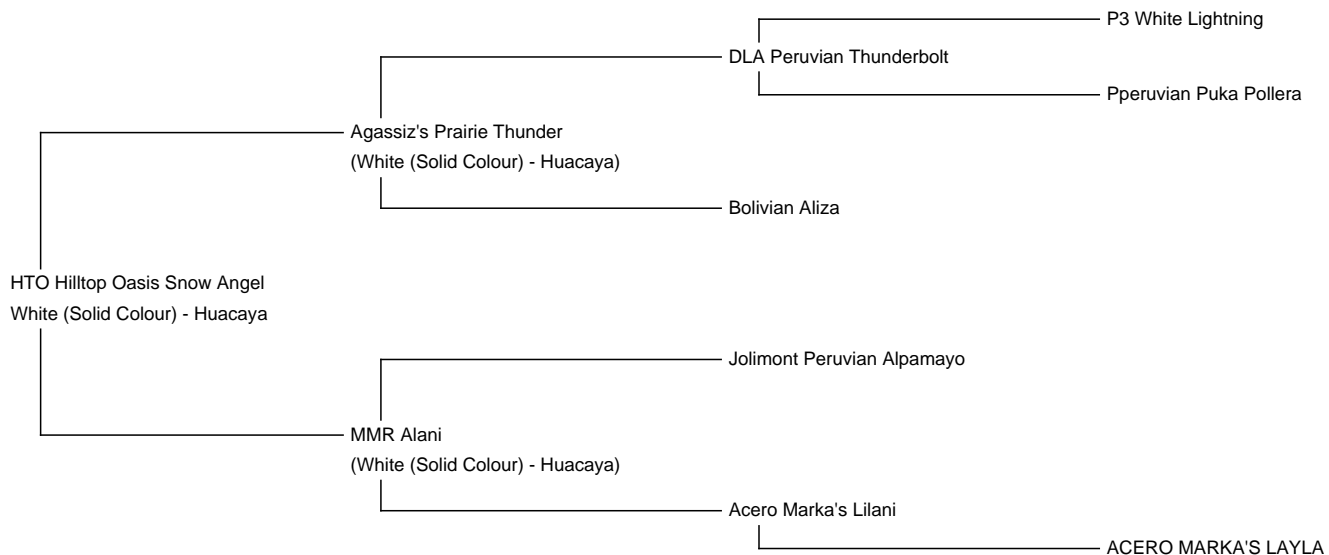 P3 White Lightning
DLA Peruvian Thunderbolt
Pperuvian Puka Pollera
Agassiz's Prairie Thunder
(White (Solid Colour) - Huacaya)
Bolivian Aliza
HTO Hilltop Oasis Snow Angel
White (Solid Colour) - Huacaya
Jolimont Peruvian Alpamayo
MMR Alani
(White (Solid Colour) - Huacaya)
Acero Marka's Lilani
ACERO MARKA'S LAYLA